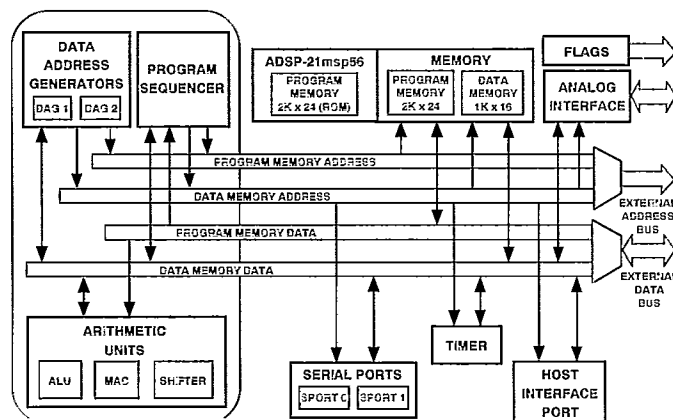 DATA
ADDRESS
GENERATORS
DAG 1
DAG 2
PROGRAM
SEQUENCER
ADSP-21msp56
PROGRAM
MEMORY
2K x 24 (ROM)
MEMORY
PROGRAM
MEMORY
2K x 24
DATA
MEMORY
1K x 16
FLAGS
ANALOG
INTERFACE
PROGRAM MEMORY ADDRESS
DATA MEMORY ADDRESS
EXTERNAL
ADDRESS
BUS
PROGRAM MEMORY DATA
DATA MEMORY DATA
EXTERNAL
DATA
BUS
ARITHMETIC
UNITS
ALU
MAC
SHIFTER
SERIAL PORTS
SPORT 0
SPORT 1
TIMER
HOST
INTERFACE
PORT